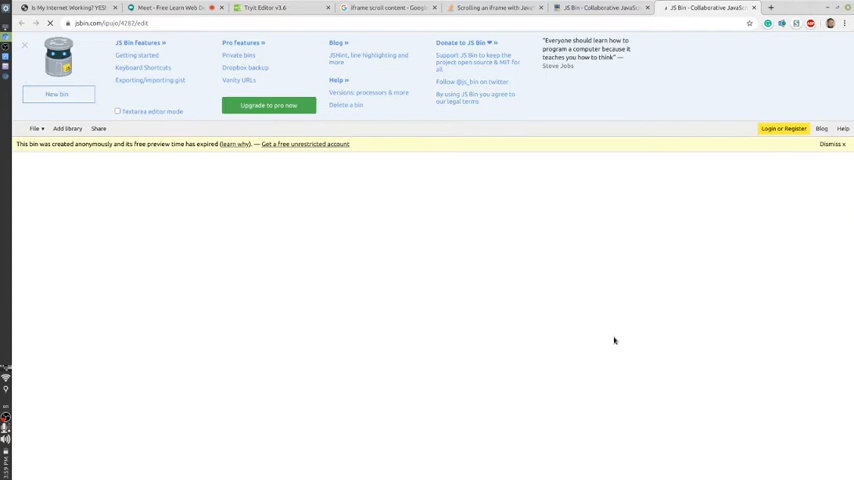 Is My Internet Working? YES!
Meet - Free Learn Web D
Tryit Editor v3.6
iframe scroll content - Google
Scrolling an iframe with JavaS
JS Bin - Collaborative JavaSc
JS Bin - Collaborative JavaSc
jsbin.com/ipujo/4282/edit
JS Bin features »
Getting started
Keyboard Shortcuts
Exporting/importing gist
Textarea editor mode
New bin
Pro features »
Private bins
Dropbox backup
Vanity URLs
Upgrade to pro now
Blog »
JSHint, line highlighting and
more
Help »
Versions, processors & more
Delete a bin
Donate to JS Bin ❤ »
Support JS Bin to keep the
project open source & MIT for
all
Follow @js_bin on twitter
By using JS Bin you agree to
our legal terms
"Everyone should learn how to
program a computer because it
teaches you how to think" —
Steve Jobs
File ▾ Add library Share Login or Register Blog Help
This bin was created anonymously and its free preview time has expired (learn why). — Get a free unrestricted account Dismiss x
3:59 PM